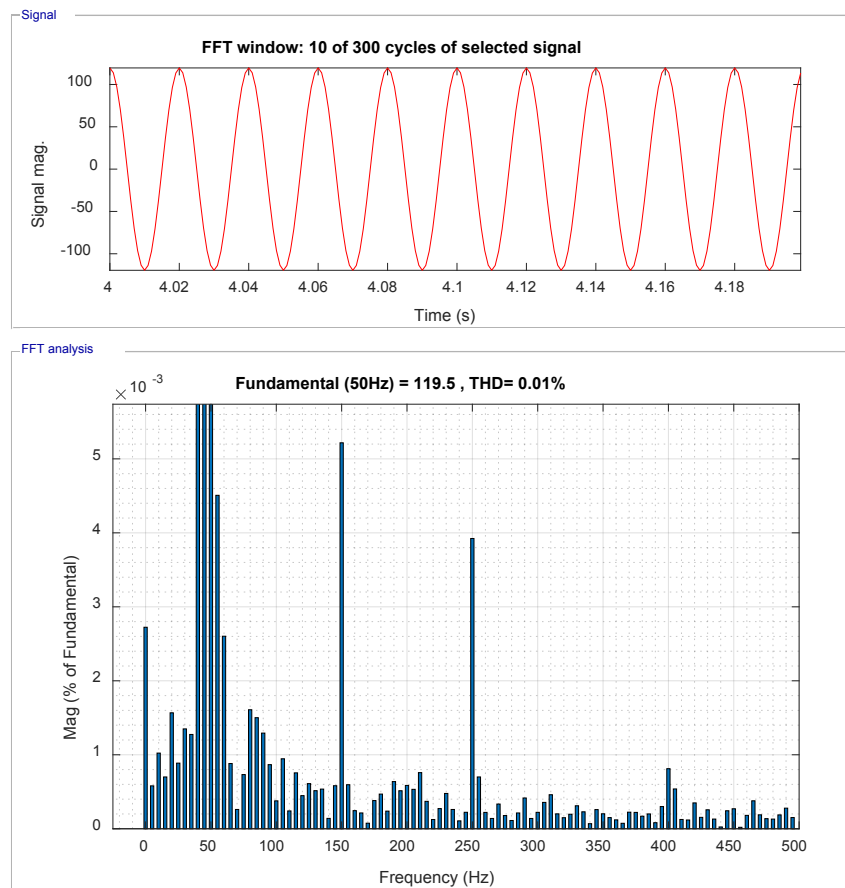 Signal
FFT window: 10 of 300 cycles of selected signal
100
50
0
-50
-100
Signal mag.
4 4.02 4.04 4.06 4.08 4.1 4.12 4.14 4.16 4.18
Time (s)
FFT analysis
×10 -3
Fundamental (50Hz) = 119.5 , THD= 0.01%
5
4
3
2
1
0
Mag (% of Fundamental)
0 50 100 150 200 250 300 350 400 450 500
Frequency (Hz)